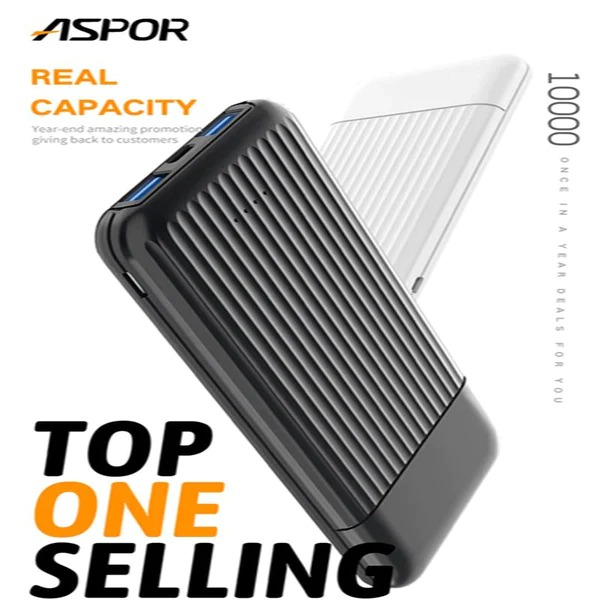 ASPOR
REAL
CAPACITY
Year-end amazing promotion
giving back to customers
10000 ONCE IN A YEAR DEALS FOR YOU
TOP
ONE
SELLING